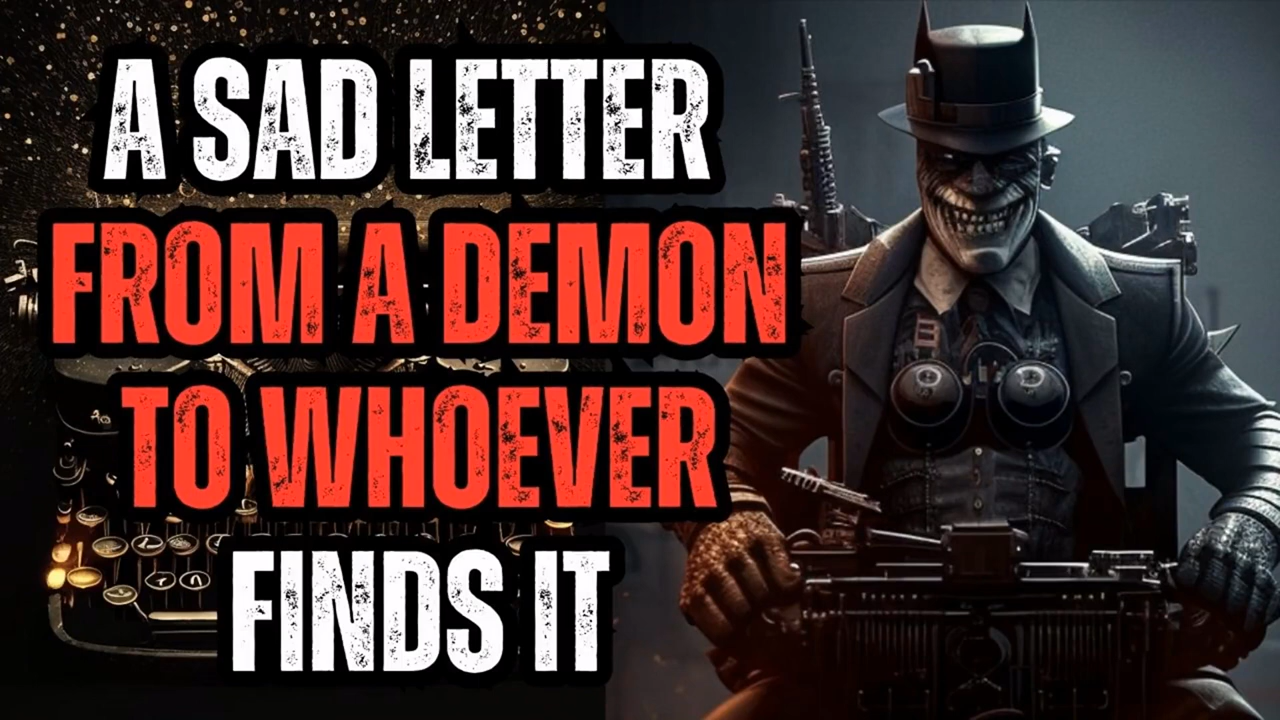 A SAD LETTER
FROM A DEMON
TO WHOEVER
FINDS IT